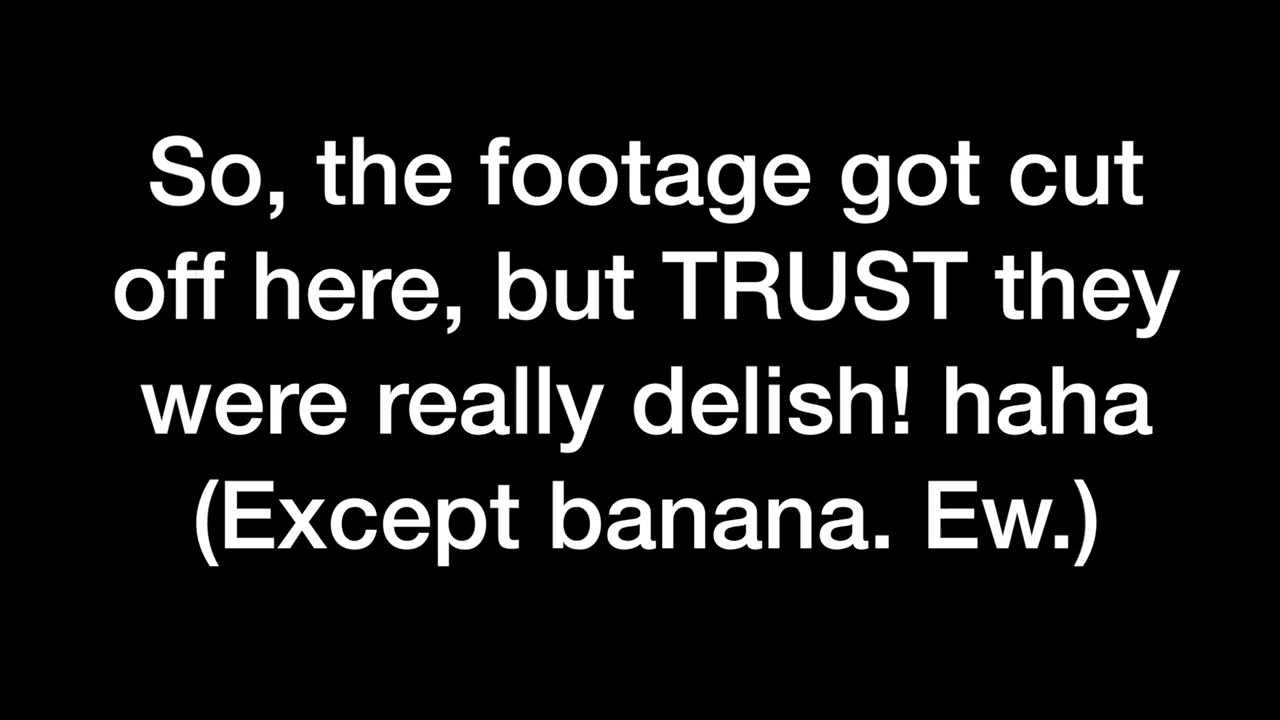 So, the footage got cut
off here, but TRUST they
were really delish! haha
(Except banana. Ew.)